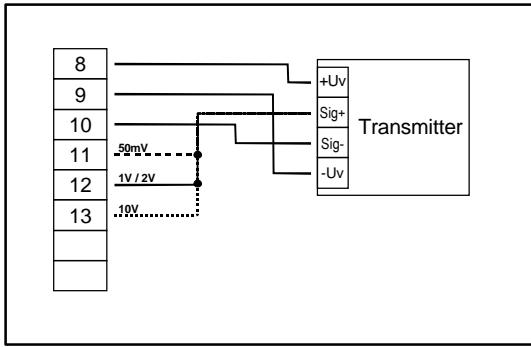 8
9
10
11
12
13
50mV
1V / 2V
10V
+Uv
Sig+
Sig-
-Uv
Transmitter